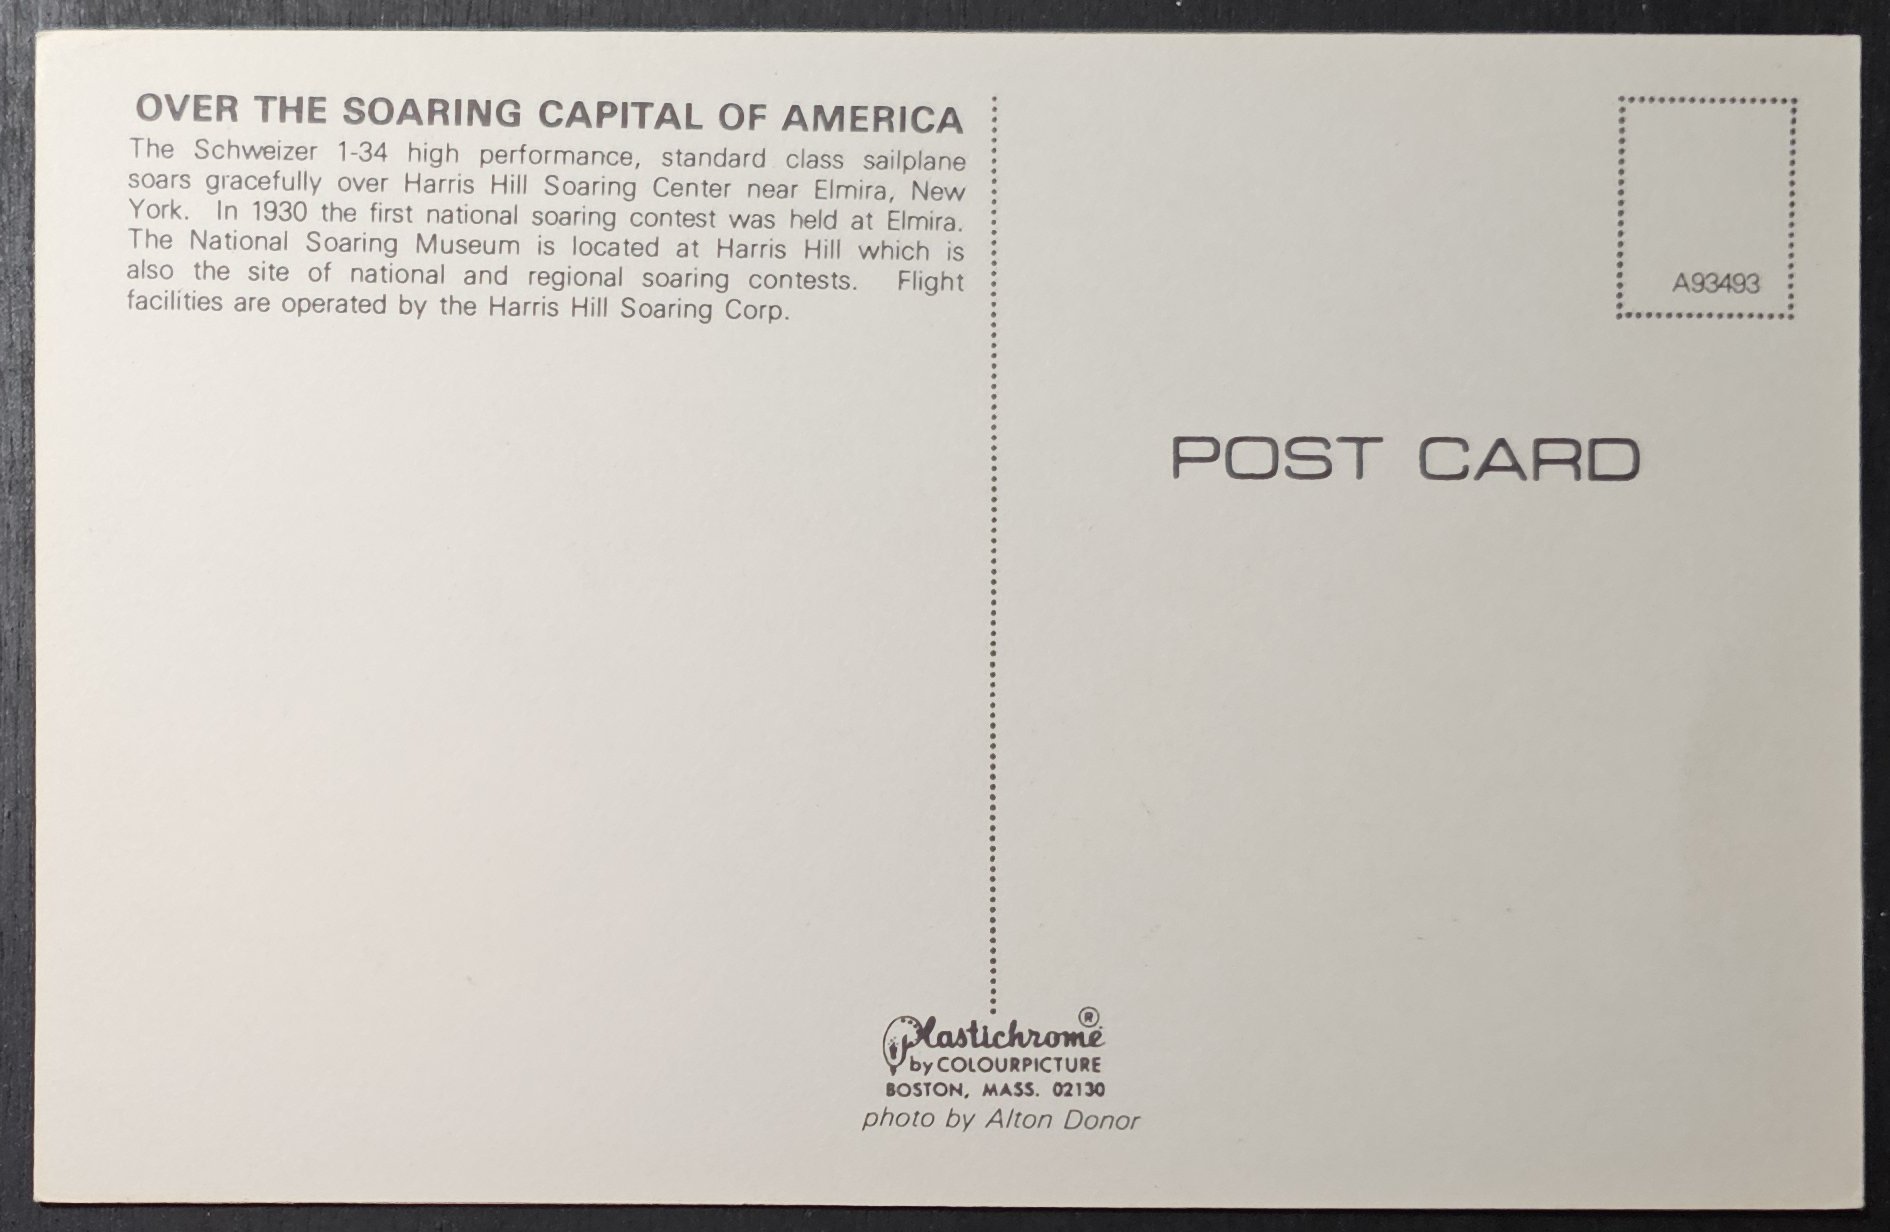 OVER THE SOARING CAPITAL OF AMERICA
The Schweizer 1-34 high performance, standard class sailplane
soars gracefully over Harris Hill Soaring Center near Elmira, New
York. In 1930 the first national soaring contest was held at Elmira.
The National Soaring Museum is located at Harris Hill which is
also the site of national and regional soaring contests. Flight
facilities are operated by the Harris Hill Soaring Corp.
A93493
POST CARD
Plastichrome®
by COLOURPICTURE
BOSTON, MASS. 02130
photo by Alton Donor